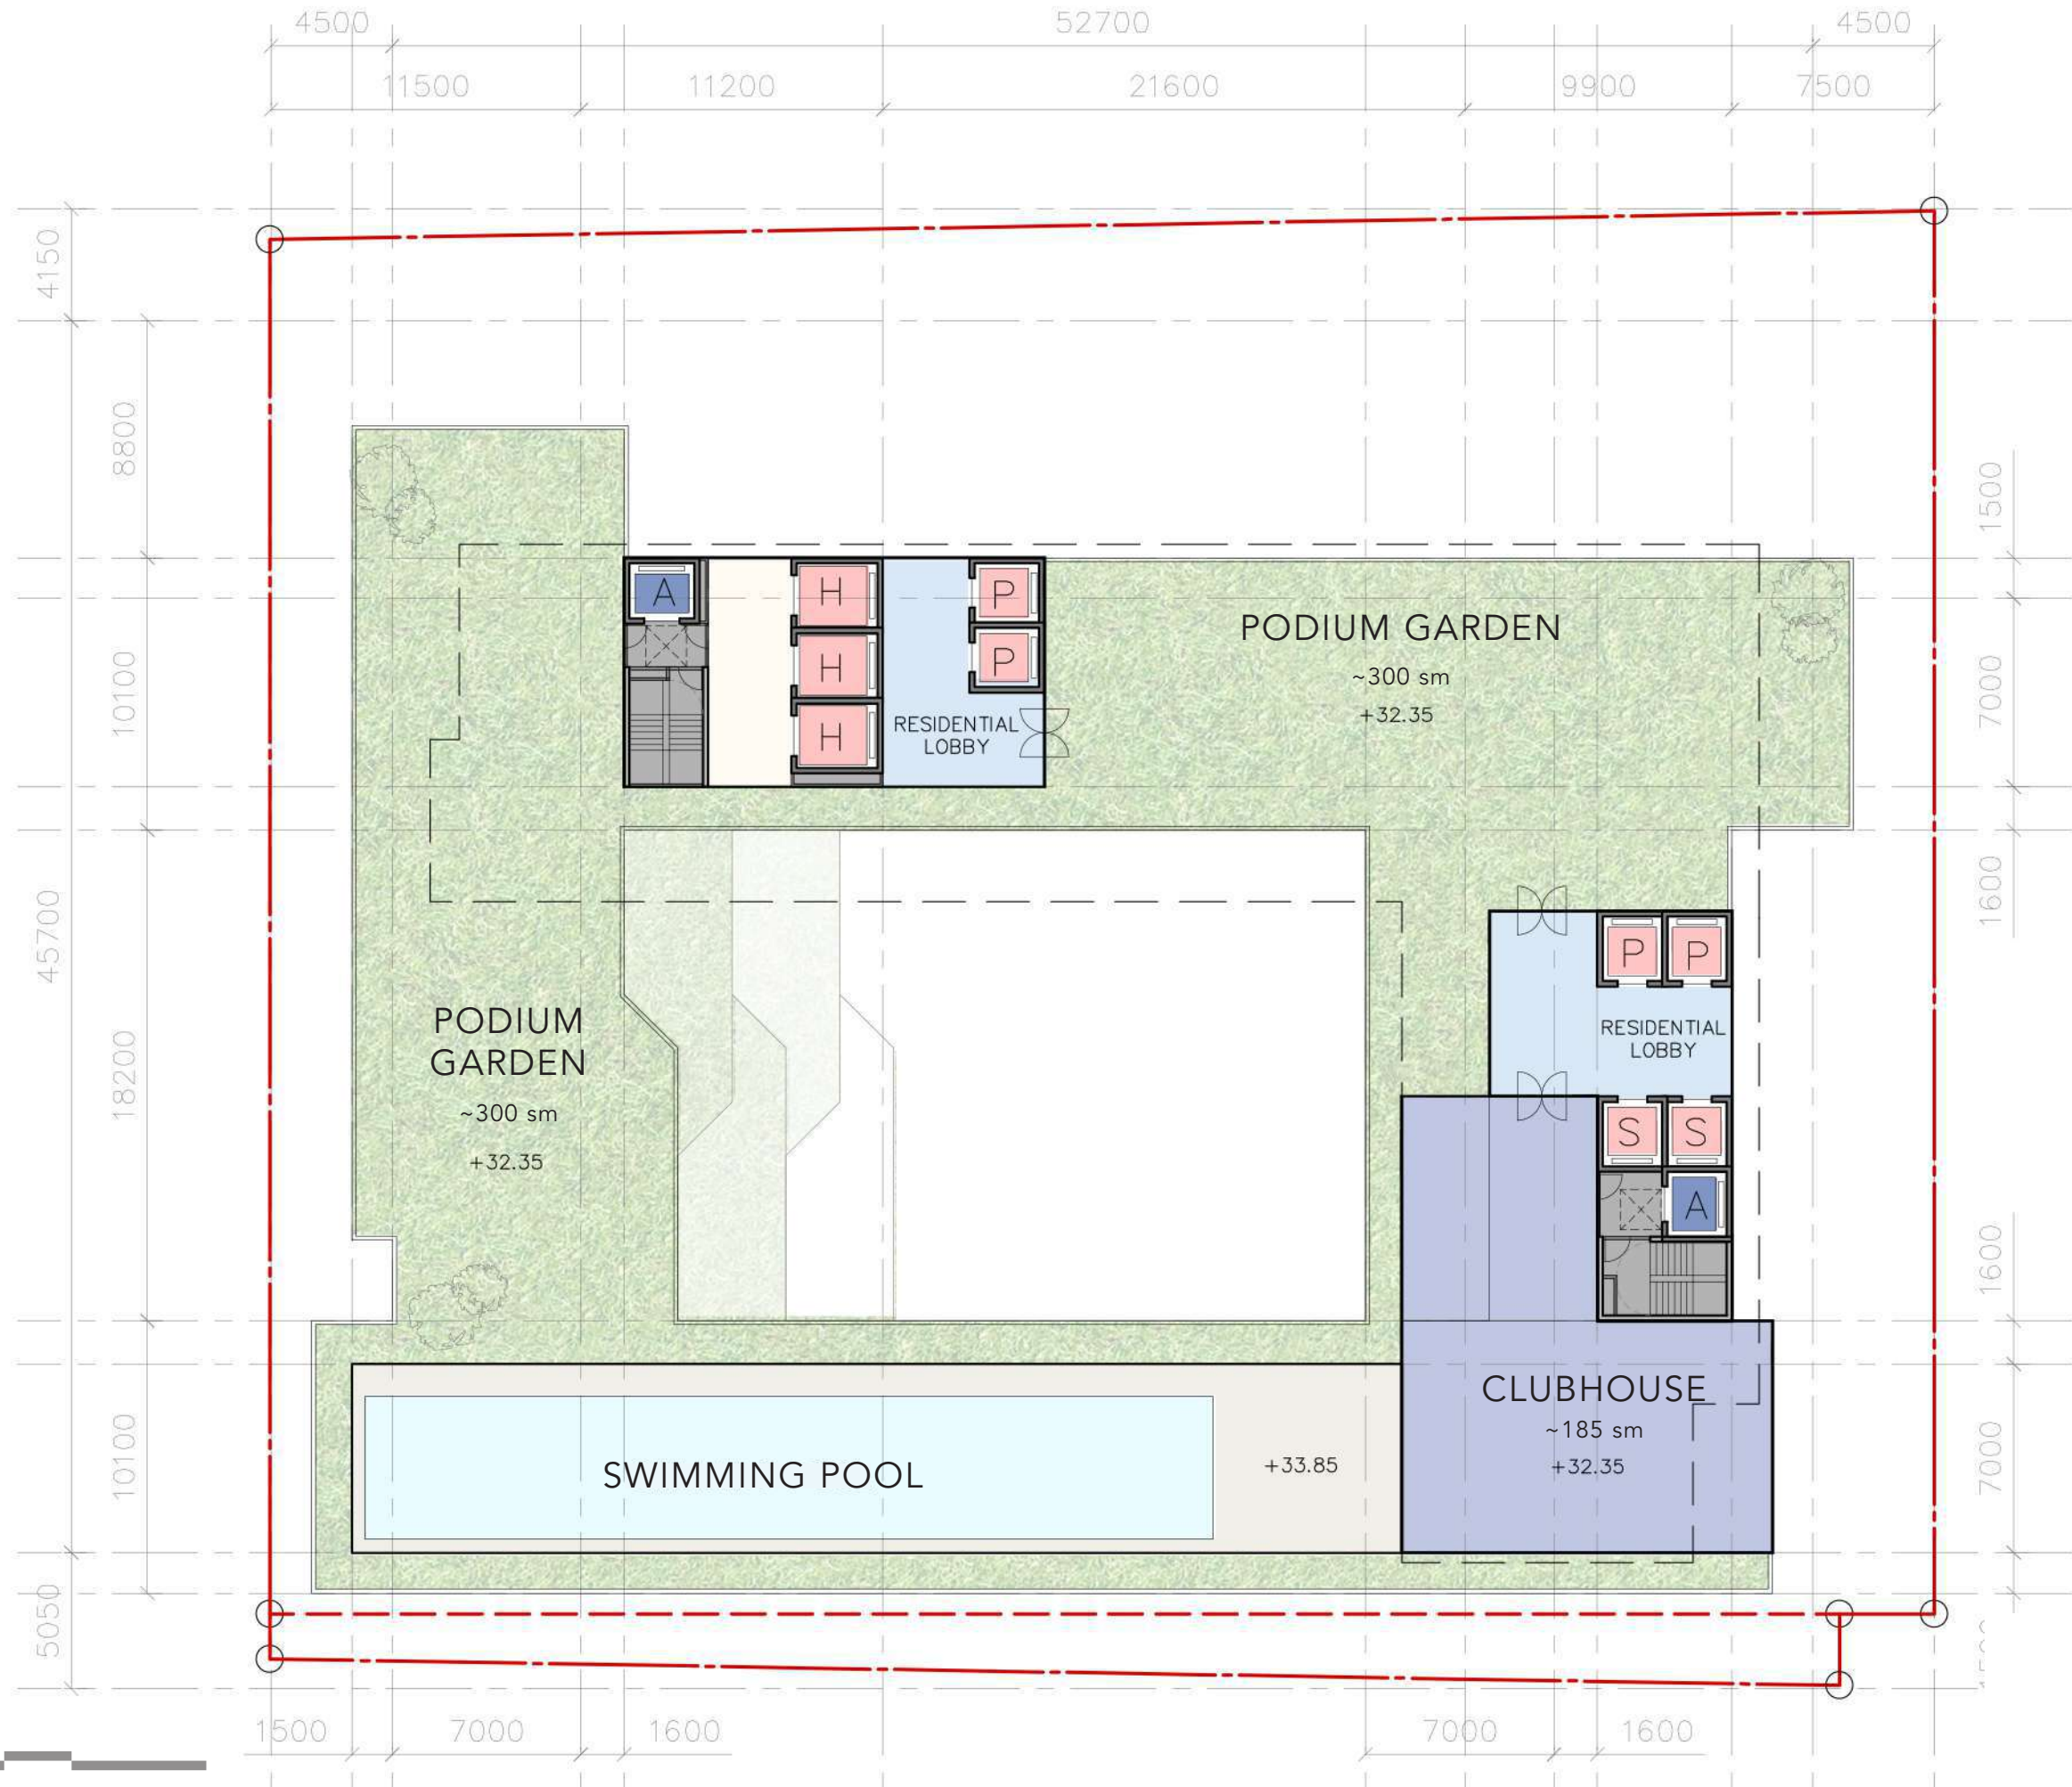 4500 52700 4500
11500 11200 21600 9900 7500
4150
8800
1500
A H P
H P
H
PODIUM GARDEN
~300 sm
+32.35
RESIDENTIAL
LOBBY
10100
7000
1600
45700
P P
PODIUM
GARDEN
~300 sm
+32.35
RESIDENTIAL
LOBBY
18200
S S
A
1600
CLUBHOUSE
~185 sm
+32.35
SWIMMING POOL
+33.85
10100
7000
5050
1500 7000 1600 7000 1600